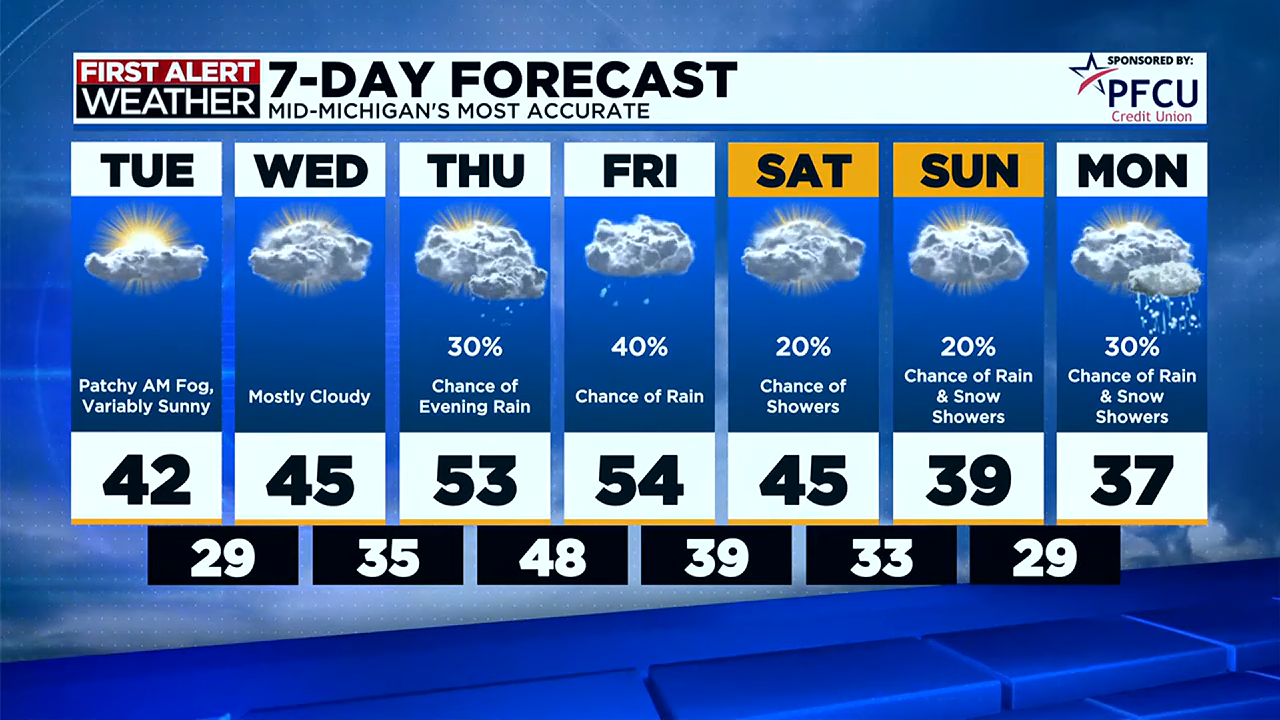 FIRST ALERT
WEATHER
7-DAY FORECAST
MID-MICHIGAN'S MOST ACCURATE
SPONSORED BY:
PFCU
Credit Union
TUE
Patchy AM Fog,
Variably Sunny
42
WED
Mostly Cloudy
45
THU
30%
Chance of
Evening Rain
53
FRI
40%
Chance of Rain
54
SAT
20%
Chance of
Showers
45
SUN
20%
Chance of Rain
& Snow
Showers
39
MON
30%
Chance of Rain
& Snow
Showers
37
29
35
48
39
33
29